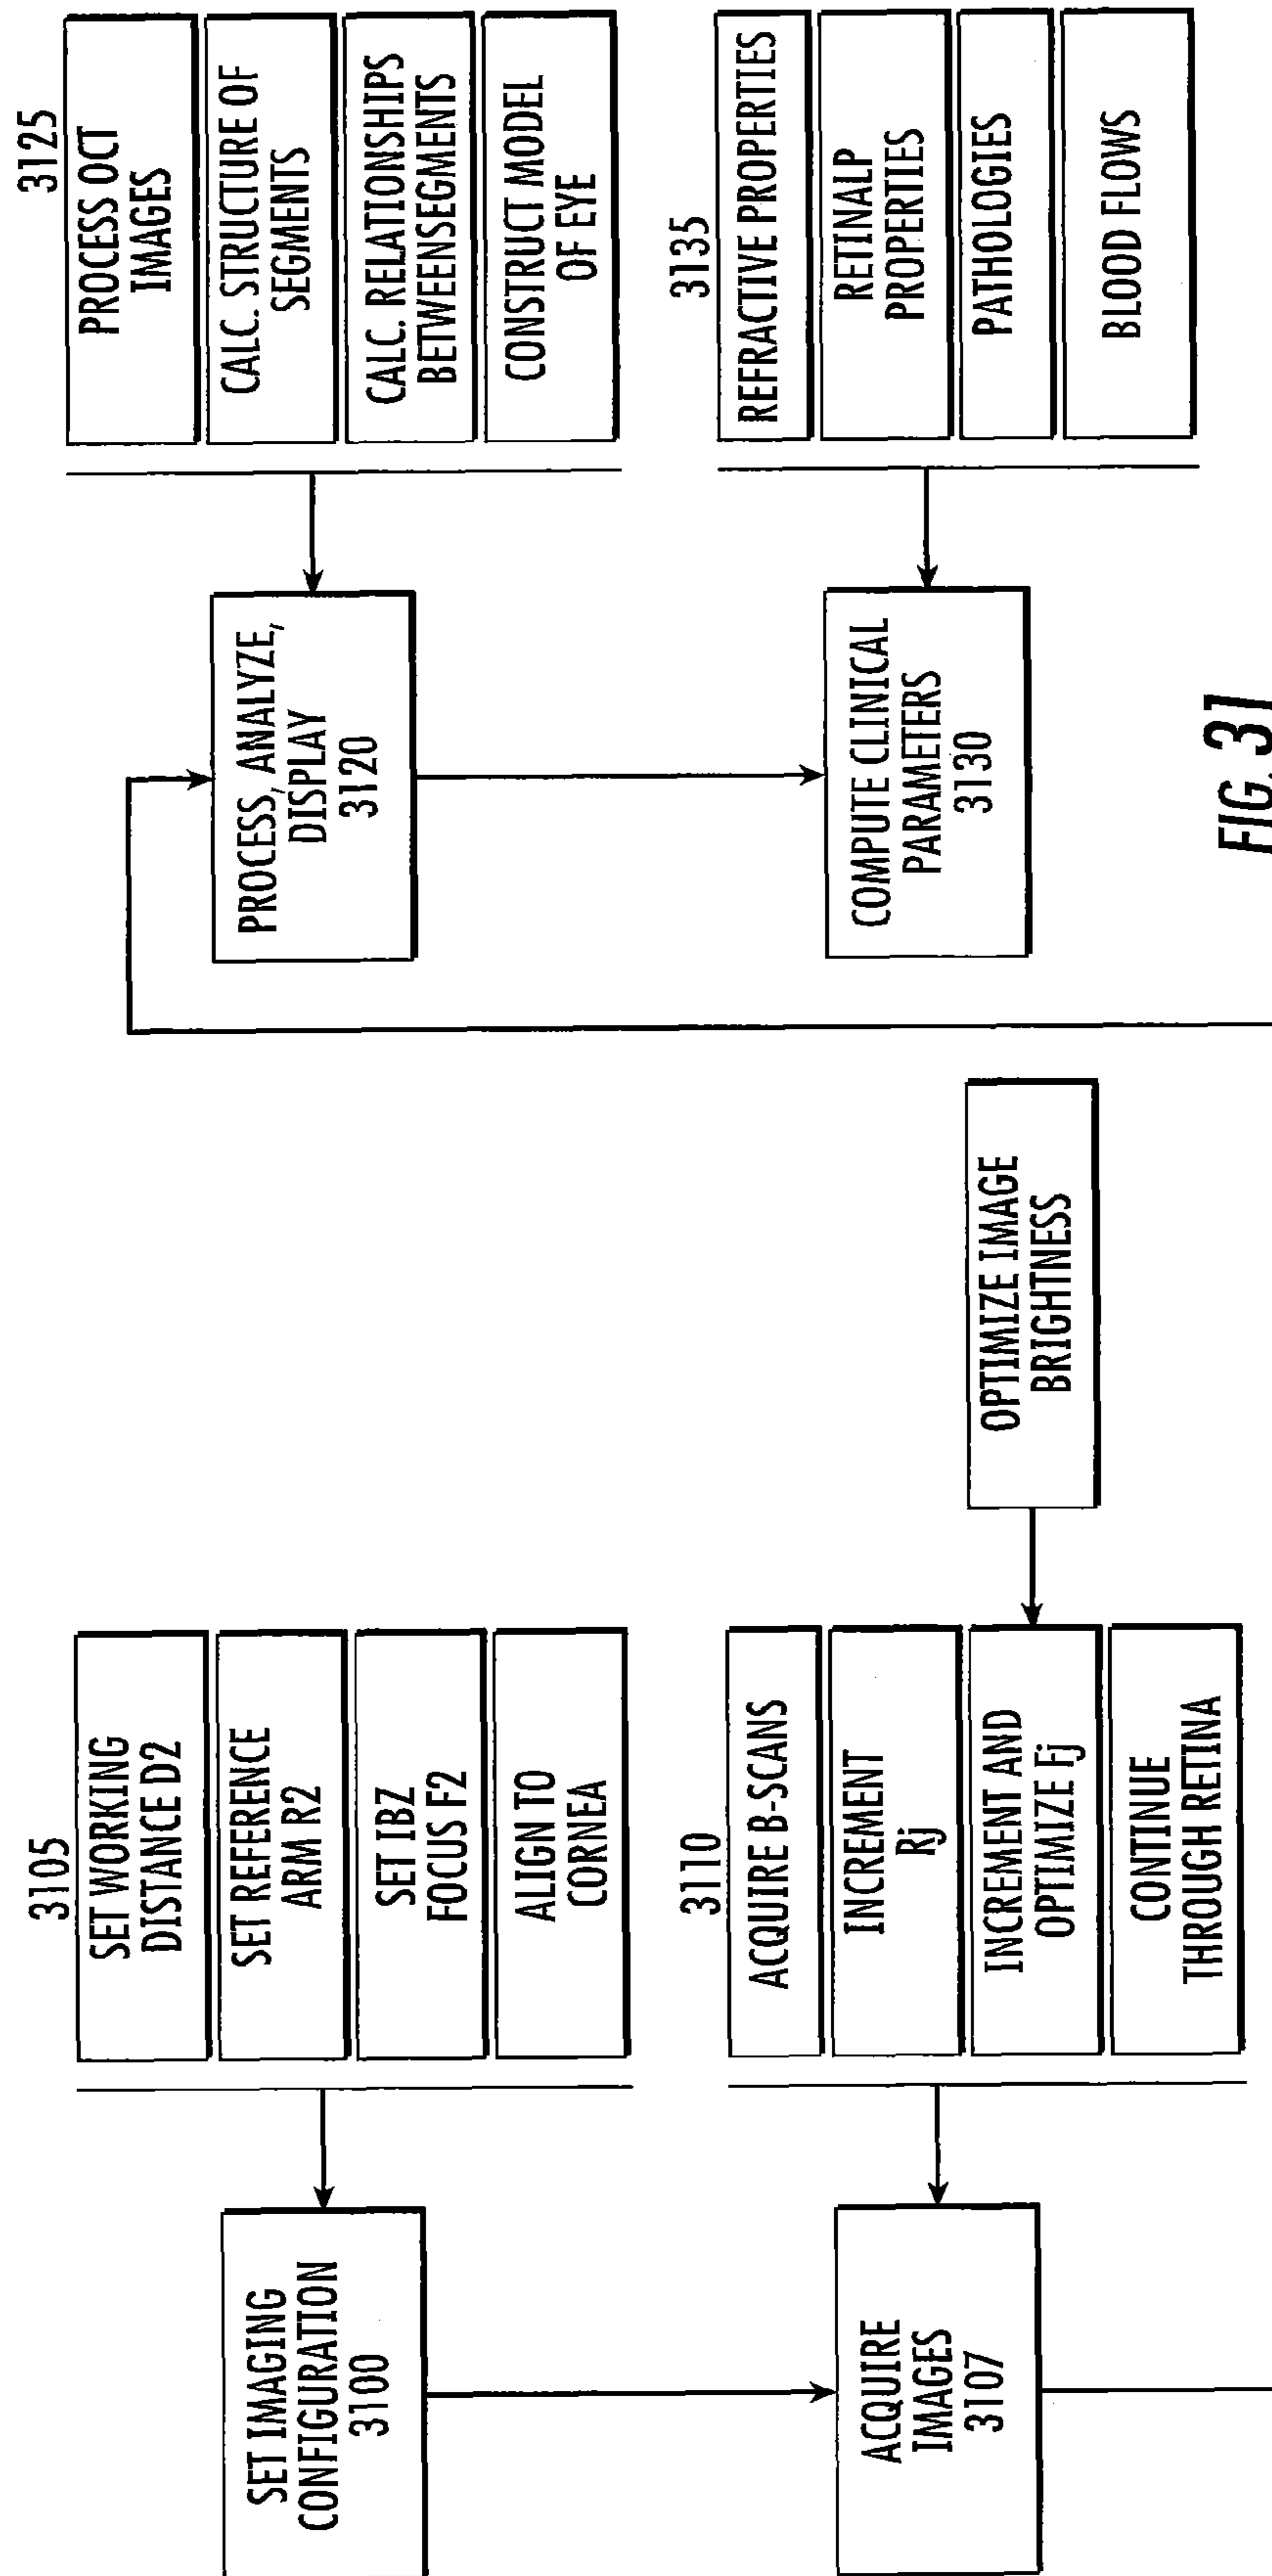 SET IMAGING
CONFIGURATION
3100
3105
SET WORKING
DISTANCE D2
SET REFERENCE
ARM R2
SET IBZ
FOCUS F2
ALIGN TO
CORNEA
ACQUIRE
IMAGES
3107
3110
ACQUIRE B-SCANS
INCREMENT
Rj
INCREMENT AND
OPTIMIZE Fj
CONTINUE
THROUGH RETINA
OPTIMIZE IMAGE
BRIGHTNESS
PROCESS, ANALYZE,
DISPLAY
3120
3125
PROCESS OCT
IMAGES
CALC. STRUCTURE OF
SEGMENTS
CALC. RELATIONSHIPS
BETWEENSEGMENTS
CONSTRUCT MODEL
OF EYE
COMPUTE CLINICAL
PARAMETERS
3130
3135
REFRACTIVE PROPERTIES
RETINALP
PROPERTIES
PATHOLOGIES
BLOOD FLOWS
FIG. 31